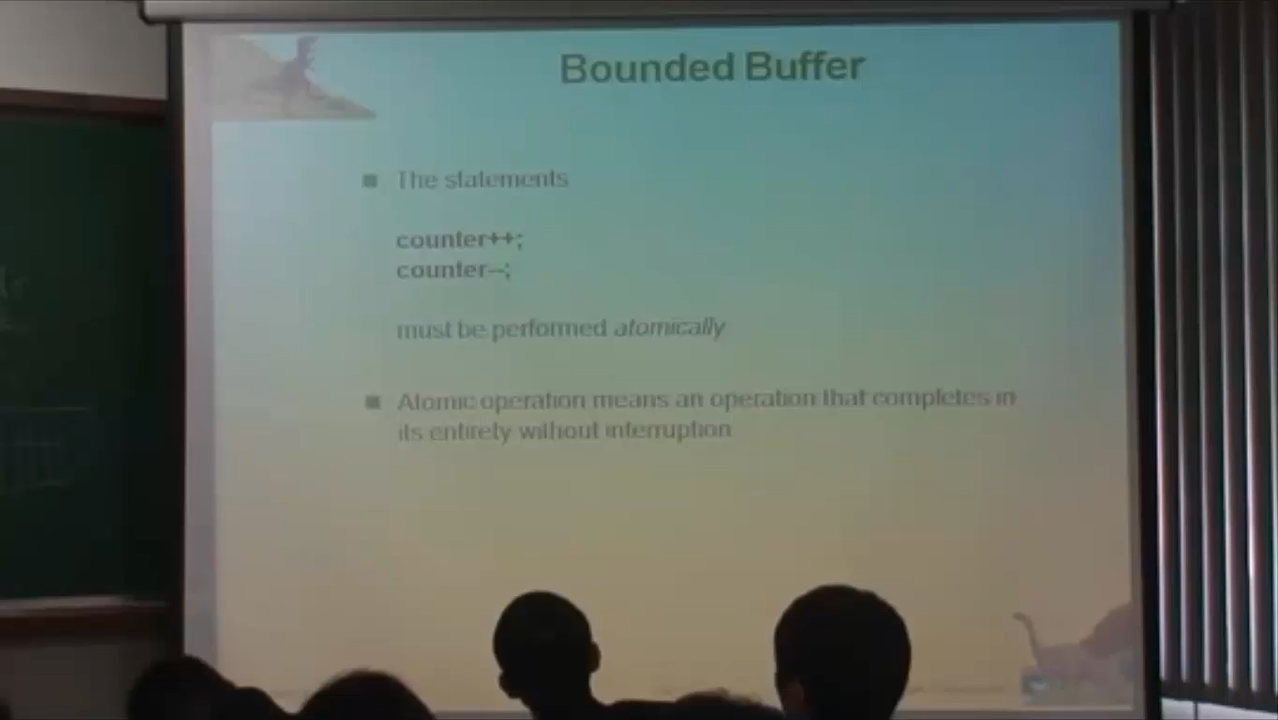 Bounded Buffer
The statements
counter++;
counter--;
must be performed atomically
Atomic operation means an operation that completes in
its entirety without interruption